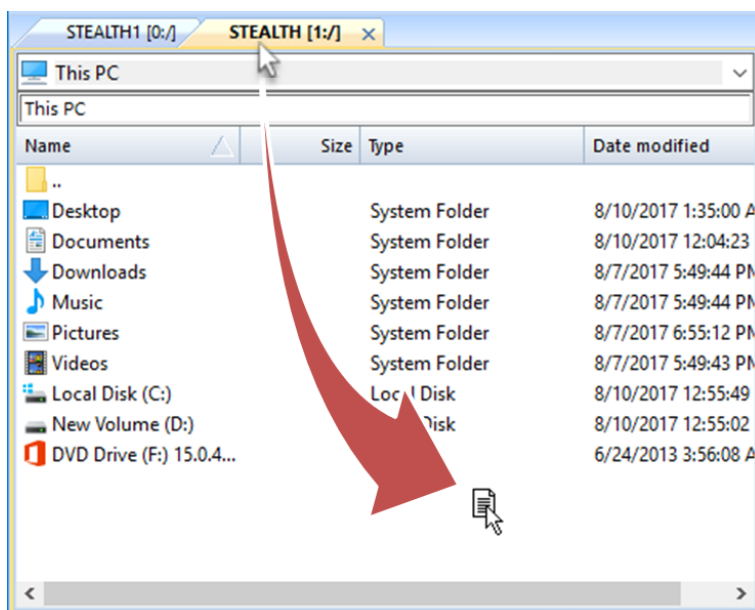 STEALTH1 [0:/] STEALTH [1:/]
This PC
This PC
Name Size Type Date modified
..
Desktop System Folder 8/10/2017 1:35:00 A
Documents System Folder 8/10/2017 12:04:23
Downloads System Folder 8/7/2017 5:49:44 PM
Music System Folder 8/7/2017 5:49:44 PM
Pictures System Folder 8/7/2017 6:55:12 PM
Videos System Folder 8/7/2017 5:49:43 PM
Local Disk (C:) Local Disk 8/10/2017 12:55:49
New Volume (D:) Disk 8/10/2017 12:55:02
DVD Drive (F:) 15.0.4... 6/24/2013 3:56:08 A